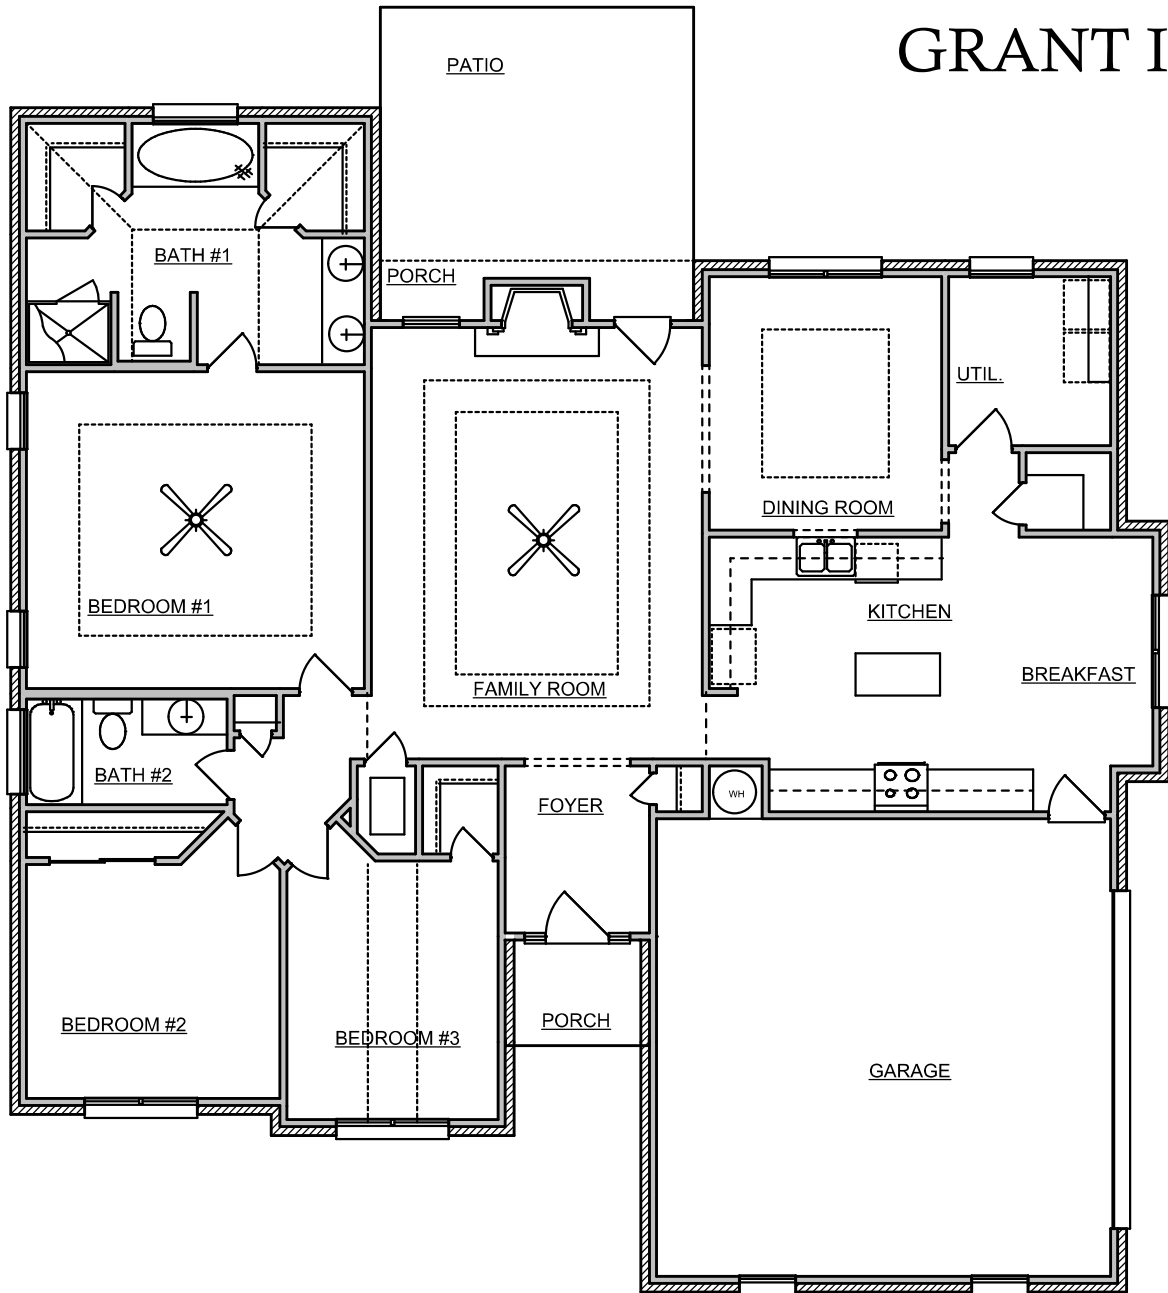 GRANT I
PATIO
BATH #1
PORCH
UTIL.
DINING ROOM
BEDROOM #1
KITCHEN
BREAKFAST
FAMILY ROOM
BATH #2
FOYER
WH
BEDROOM #2
BEDROOM #3
PORCH
GARAGE